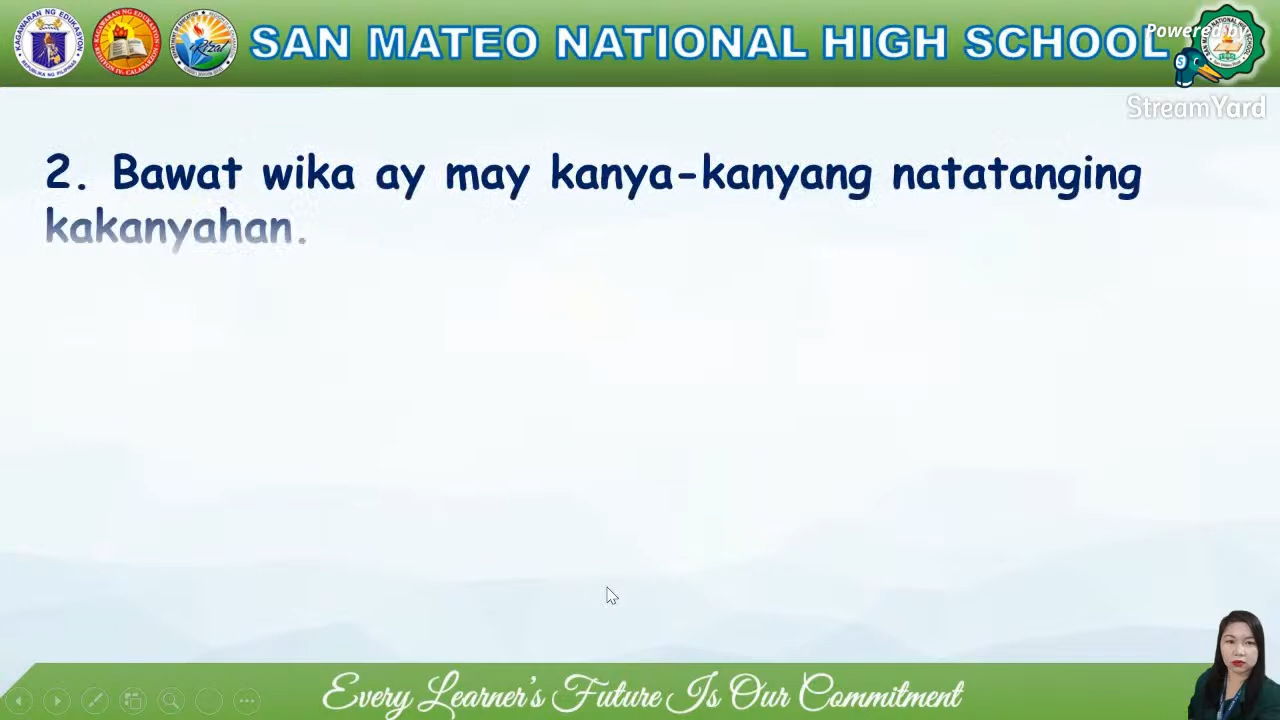 SAN MATEO NATIONAL HIGH SCHOOL
Powered by
StreamYard
2. Bawat wika ay may kanya-kanyang natatanging
kakanyahan.
Every Learner's Future Is Our Commitment